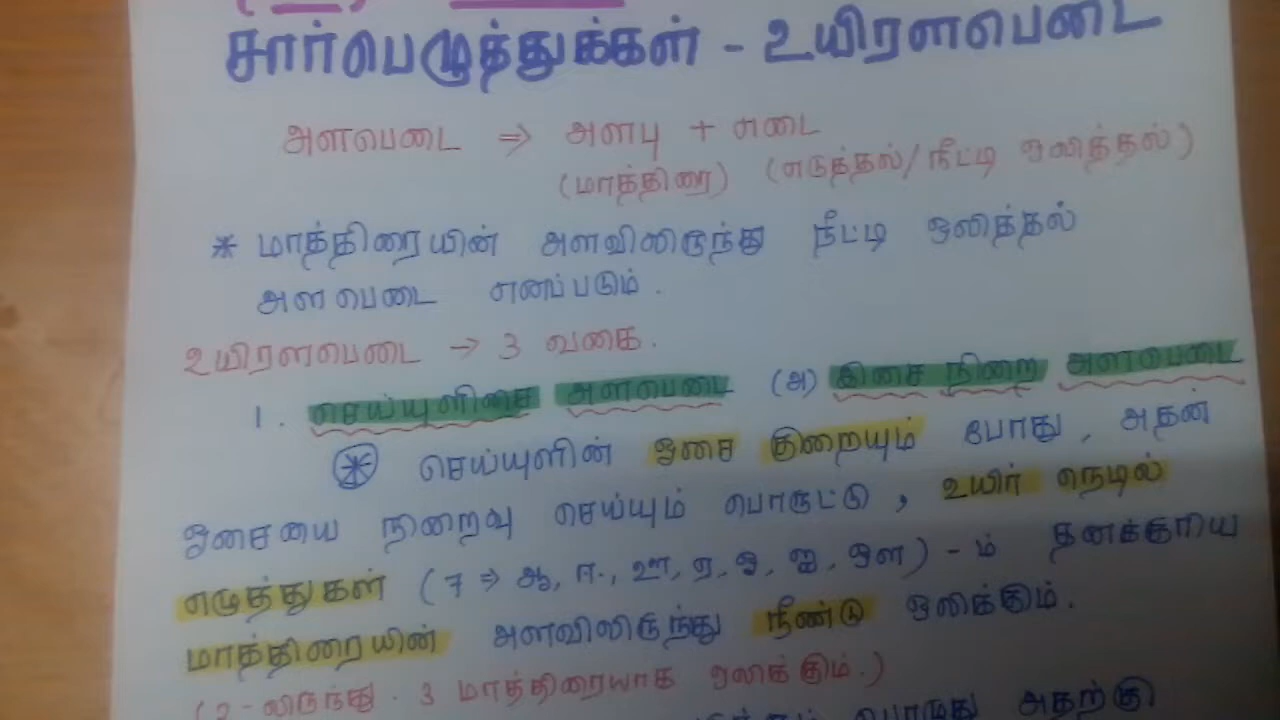 சார்பெழுத்துக்கள் - உயிரளபெடை
அளபெடை ⇒ அளபு + எடை
(மாத்திரை) (எடுத்தல்/நீட்டி ஒலித்தல்)
* மாத்திரையின் அளவிலிருந்து நீட்டி ஒலித்தல்
அளபெடை எனப்படும்.
உயிரளபெடை → 3 வகை.
1. செய்யுளிசை அளபெடை (அ) இசை நிறை அளபெடை
* செய்யுளின் ஓசை குறையும் போது, அதன்
ஓசையை நிறைவு செய்யும் பொருட்டு, உயிர் நெடில்
எழுத்துகள் (7 ⇒ ஆ, ஈ, ஊ, ஏ, ஓ, ஐ, ஔ) - ம் தனக்குரிய
மாத்திரையின் அளவிலிருந்து நீண்டு ஒலிக்கும்.
(2-லிருந்து. 3 மாத்திரையாக ஒலிக்கும்.)
பொழுது அதற்கு